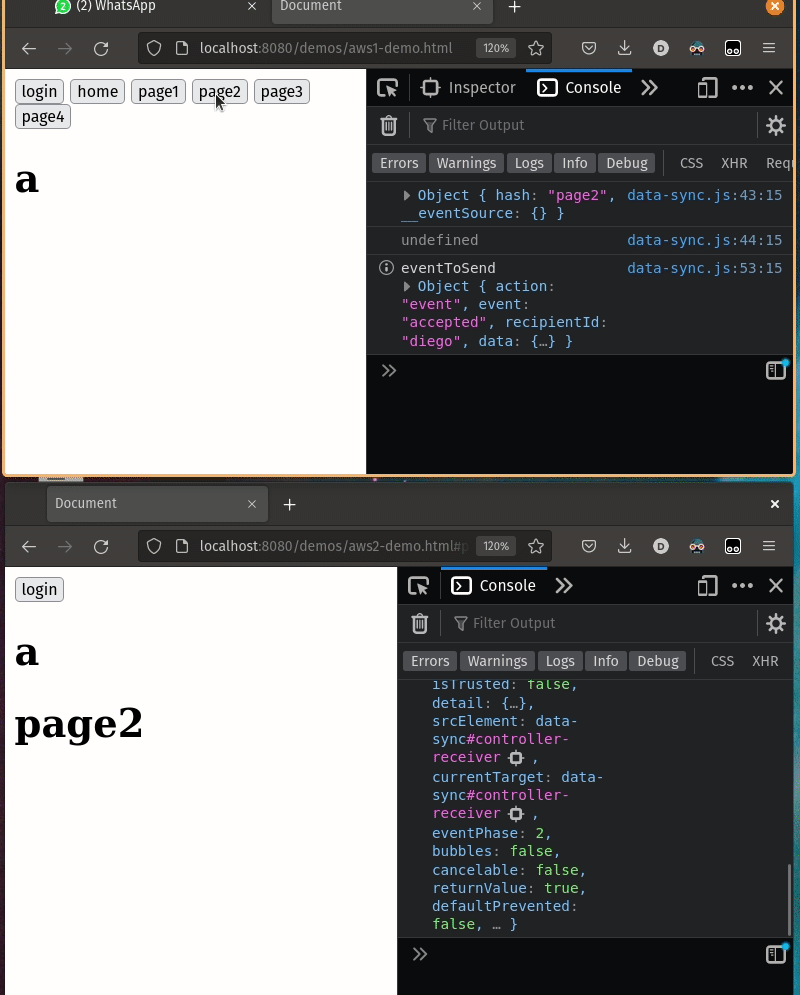 (2) WhatsApp
Document
localhost:8080/demos/aws1-demo.html
120%
login home page1 page2 page3
page4
a
Inspector Console
Filter Output
Errors Warnings Logs Info Debug CSS XHR Requ
Object { hash: "page2", data-sync.js:43:15
__eventSource: {} }
undefined data-sync.js:44:15
eventToSend data-sync.js:53:15
Object { action:
"event", event:
"accepted", recipientId:
"diego", data: {…} }
Document
localhost:8080/demos/aws2-demo.html#p
120%
login
a
page2
Console
Filter Output
Errors Warnings Logs Info Debug CSS XHR
isTrusted: false,
detail: {…},
srcElement: data-
sync#controller-
receiver ,
currentTarget: data-
sync#controller-
receiver ,
eventPhase: 2,
bubbles: false,
cancelable: false,
returnValue: true,
defaultPrevented:
false, … }